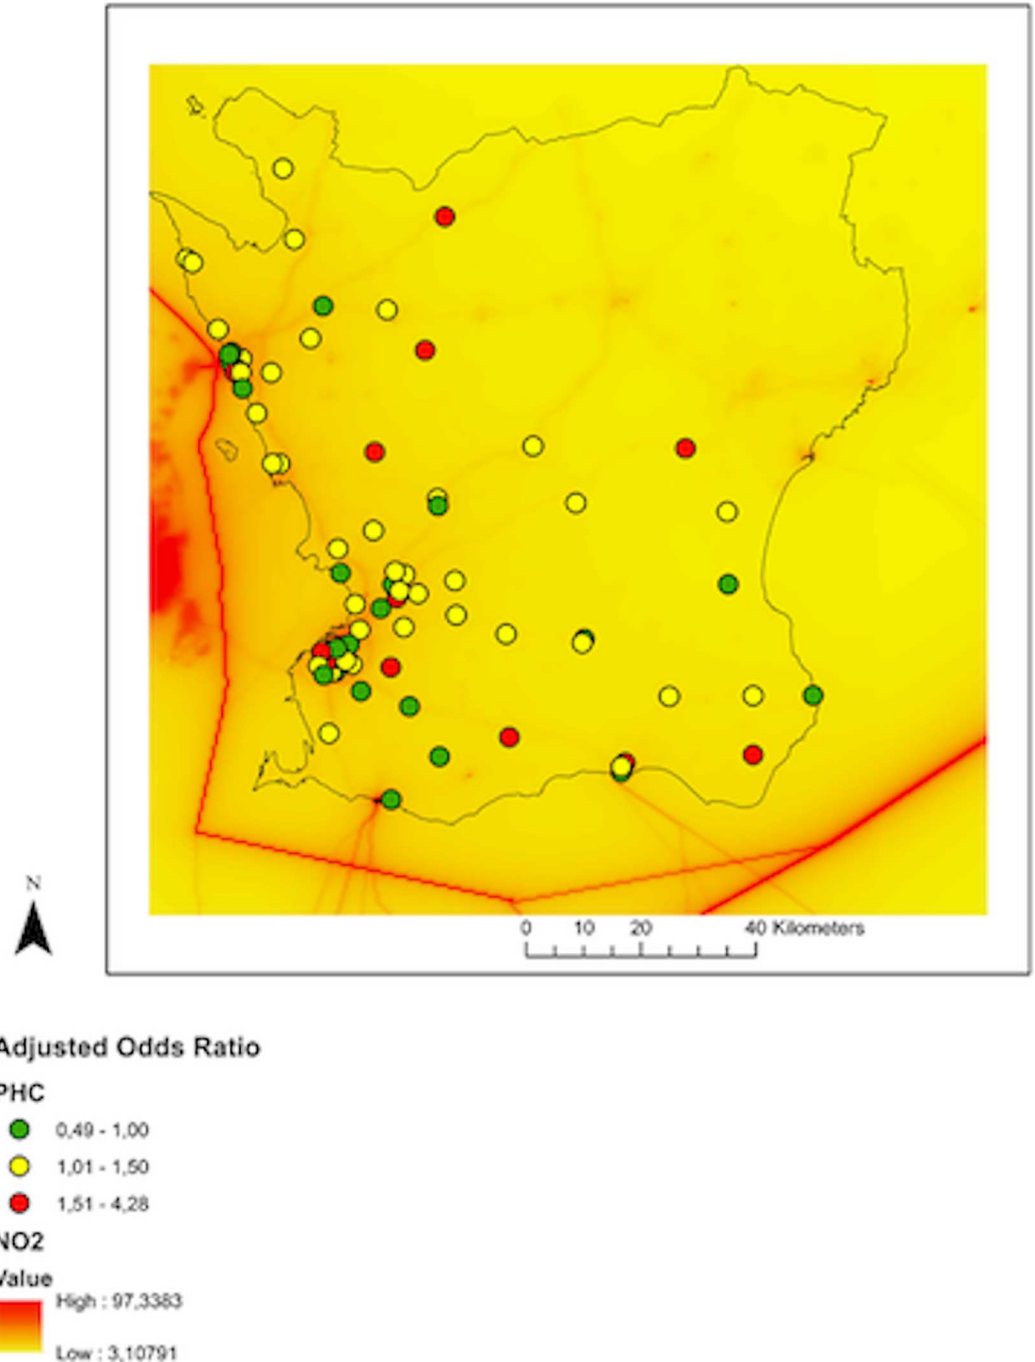 N
0 10 20 40 Kilometers
Adjusted Odds Ratio
PHC
0,49 - 1,00
1,01 - 1,50
1,51 - 4,28
NO2
Value
High : 97,3383
Low : 3,10791